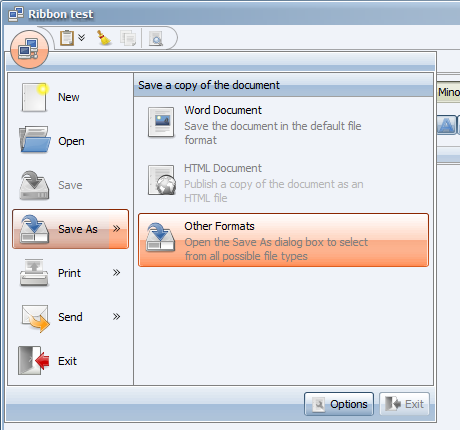 Ribbon test
New
Open
Save
Save As
Print
Send
Exit
Save a copy of the document
Word Document
Save the document in the default file
format
HTML Document
Publish a copy of the document as an
HTML file
Other Formats
Open the Save As dialog box to select
from all possible file types
Mino
Options
Exit